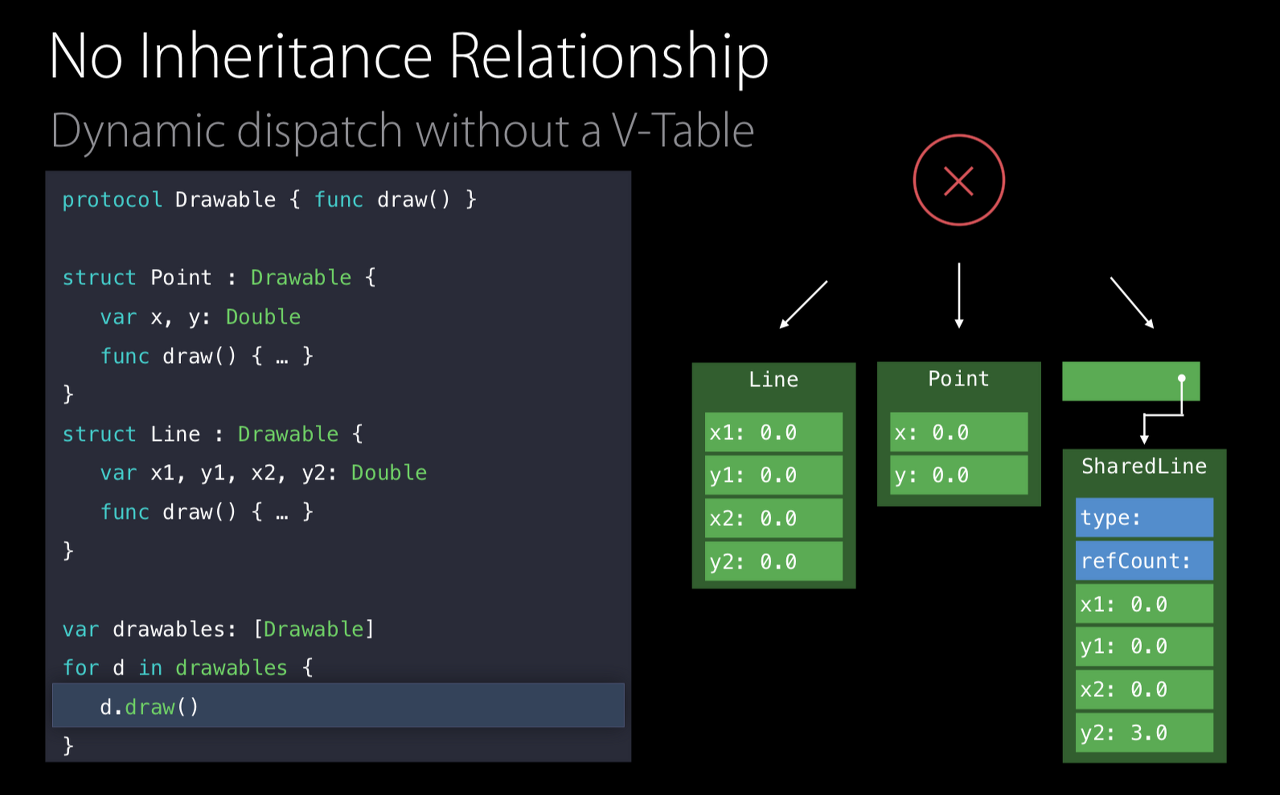 No Inheritance Relationship
Dynamic dispatch without a V-Table
protocol Drawable { func draw() }
struct Point : Drawable {
var x, y: Double
func draw() { … }
}
struct Line : Drawable {
var x1, y1, x2, y2: Double
func draw() { … }
}
var drawables: [Drawable]
for d in drawables {
d.draw()
}
Line
x1: 0.0
y1: 0.0
x2: 0.0
y2: 0.0
Point
x: 0.0
y: 0.0
SharedLine
type:
refCount:
x1: 0.0
y1: 0.0
x2: 0.0
y2: 3.0